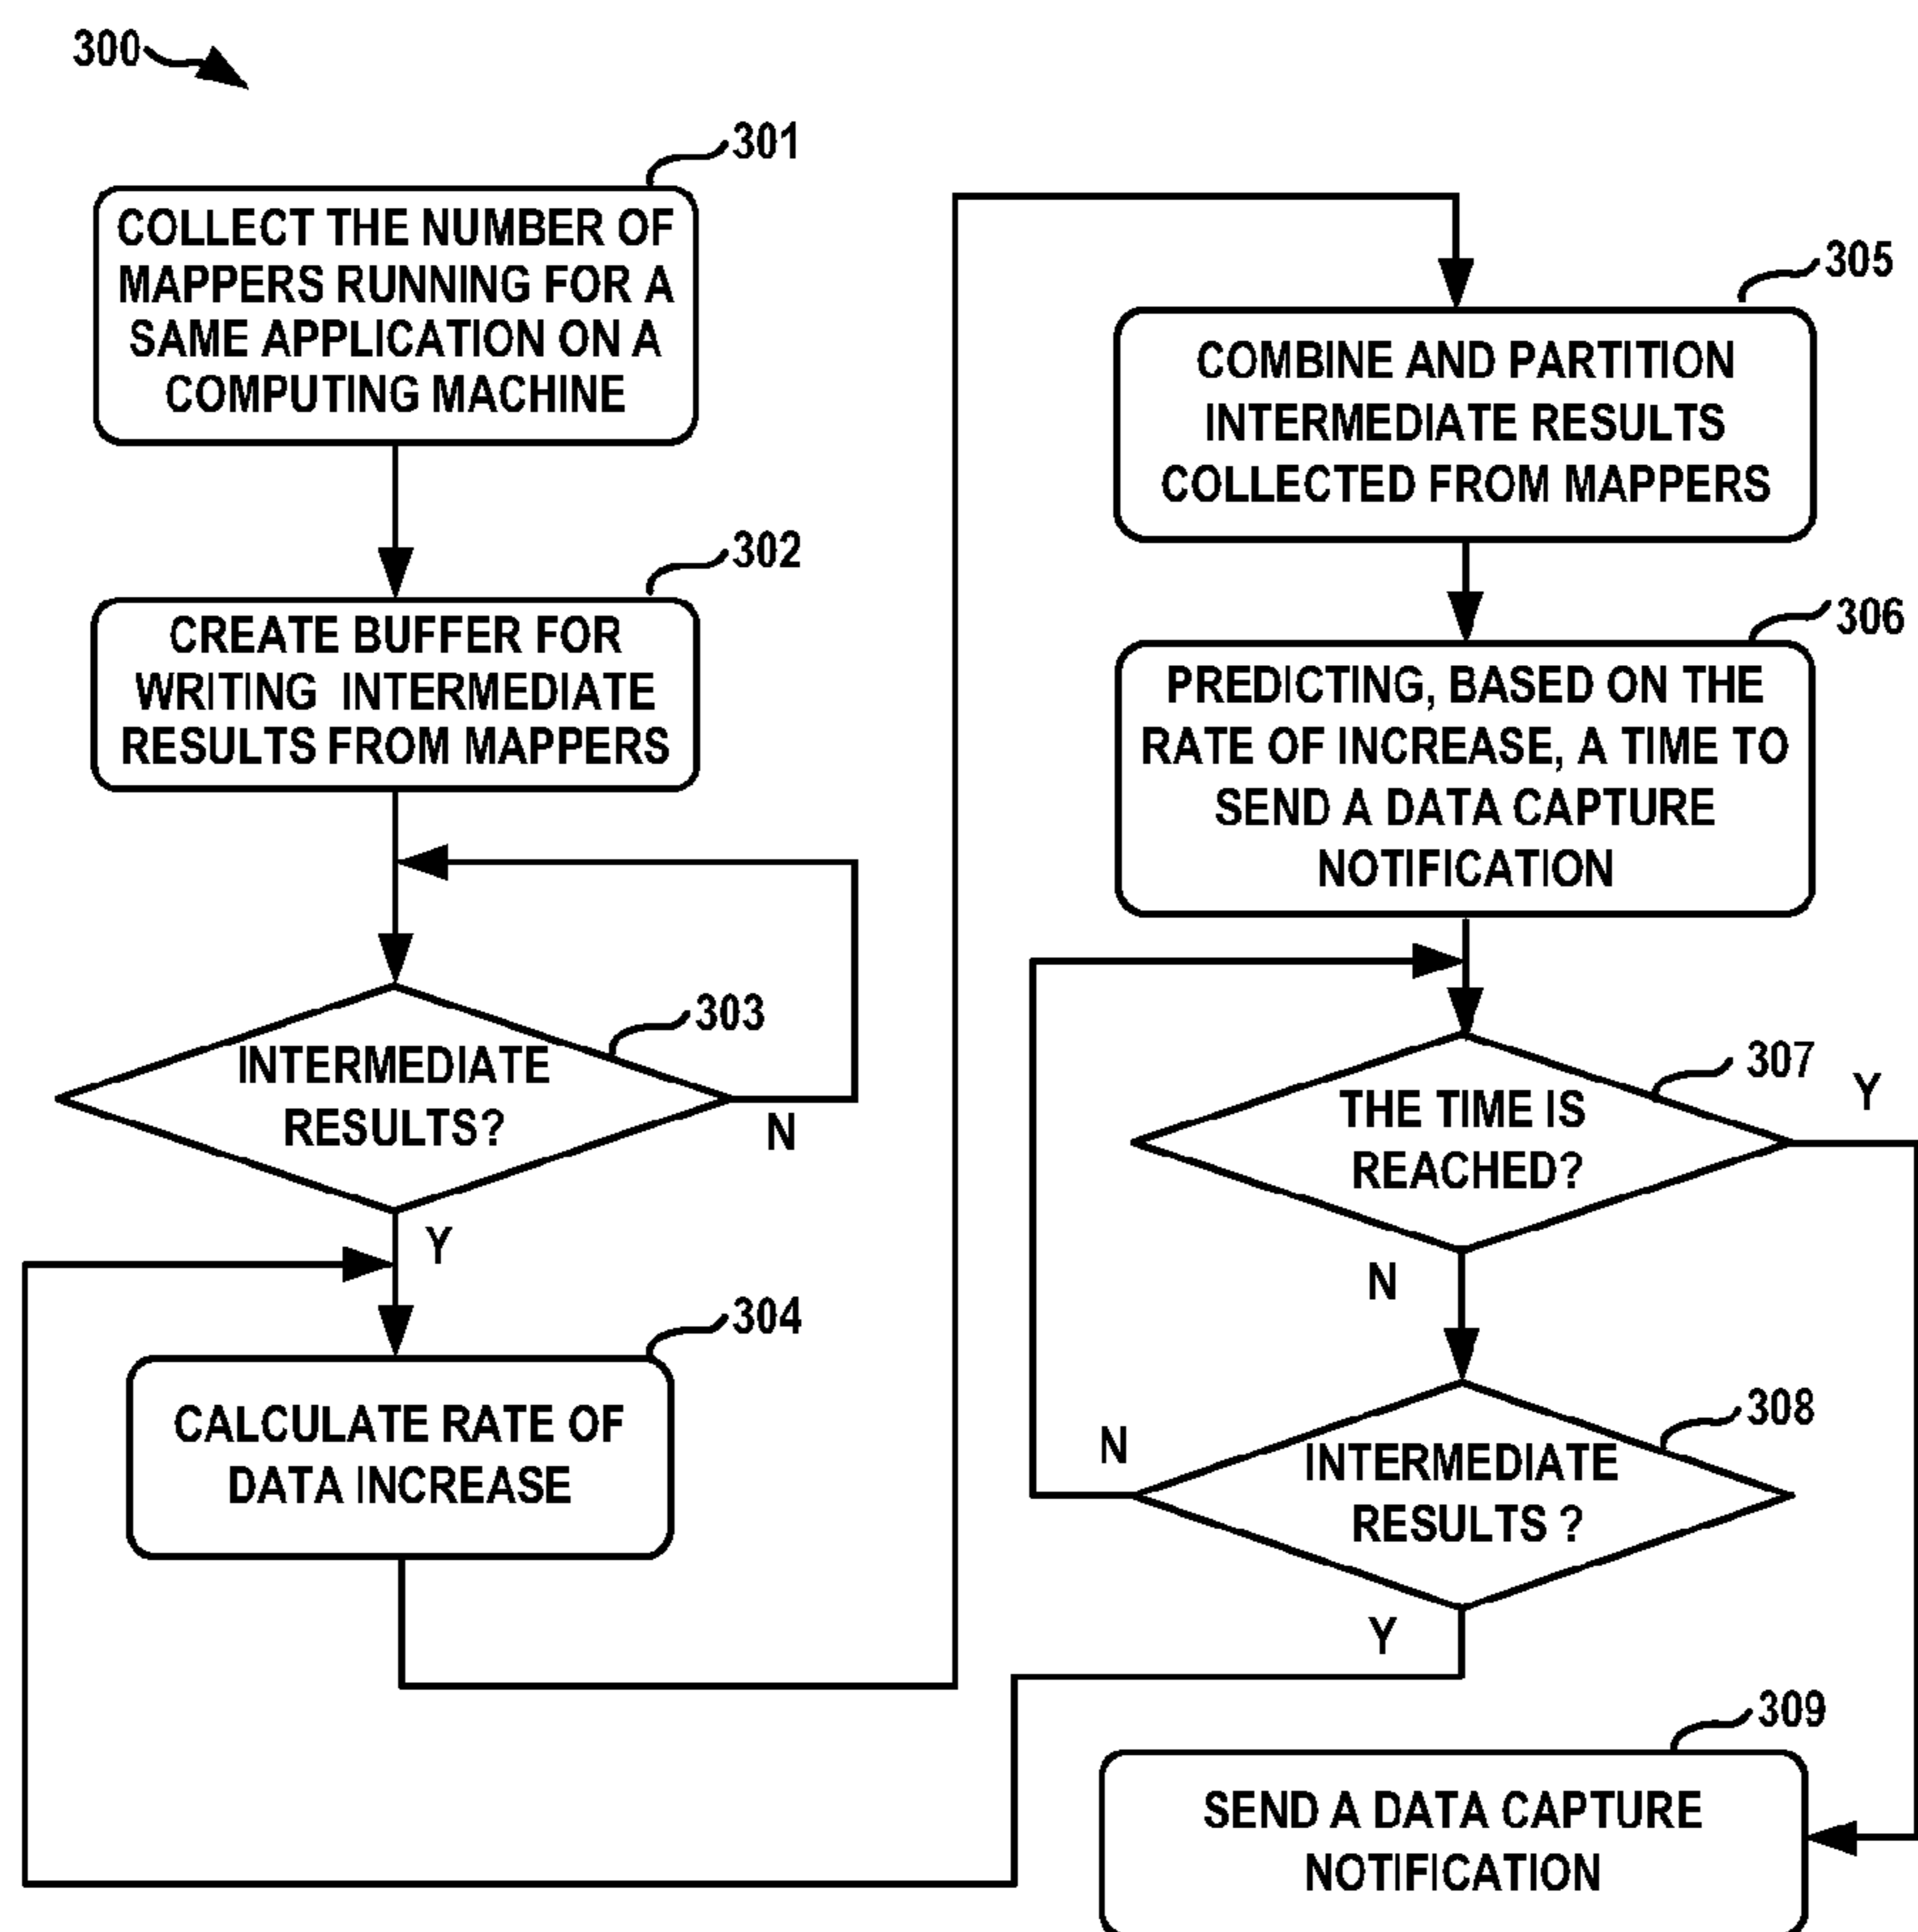 300
301
COLLECT THE NUMBER OF
MAPPERS RUNNING FOR A
SAME APPLICATION ON A
COMPUTING MACHINE
302
CREATE BUFFER FOR
WRITING INTERMEDIATE
RESULTS FROM MAPPERS
303
INTERMEDIATE
RESULTS?
N
Y
304
CALCULATE RATE OF
DATA INCREASE
305
COMBINE AND PARTITION
INTERMEDIATE RESULTS
COLLECTED FROM MAPPERS
306
PREDICTING, BASED ON THE
RATE OF INCREASE, A TIME TO
SEND A DATA CAPTURE
NOTIFICATION
307
THE TIME IS
REACHED?
Y
N
308
INTERMEDIATE
RESULTS ?
N
Y
309
SEND A DATA CAPTURE
NOTIFICATION